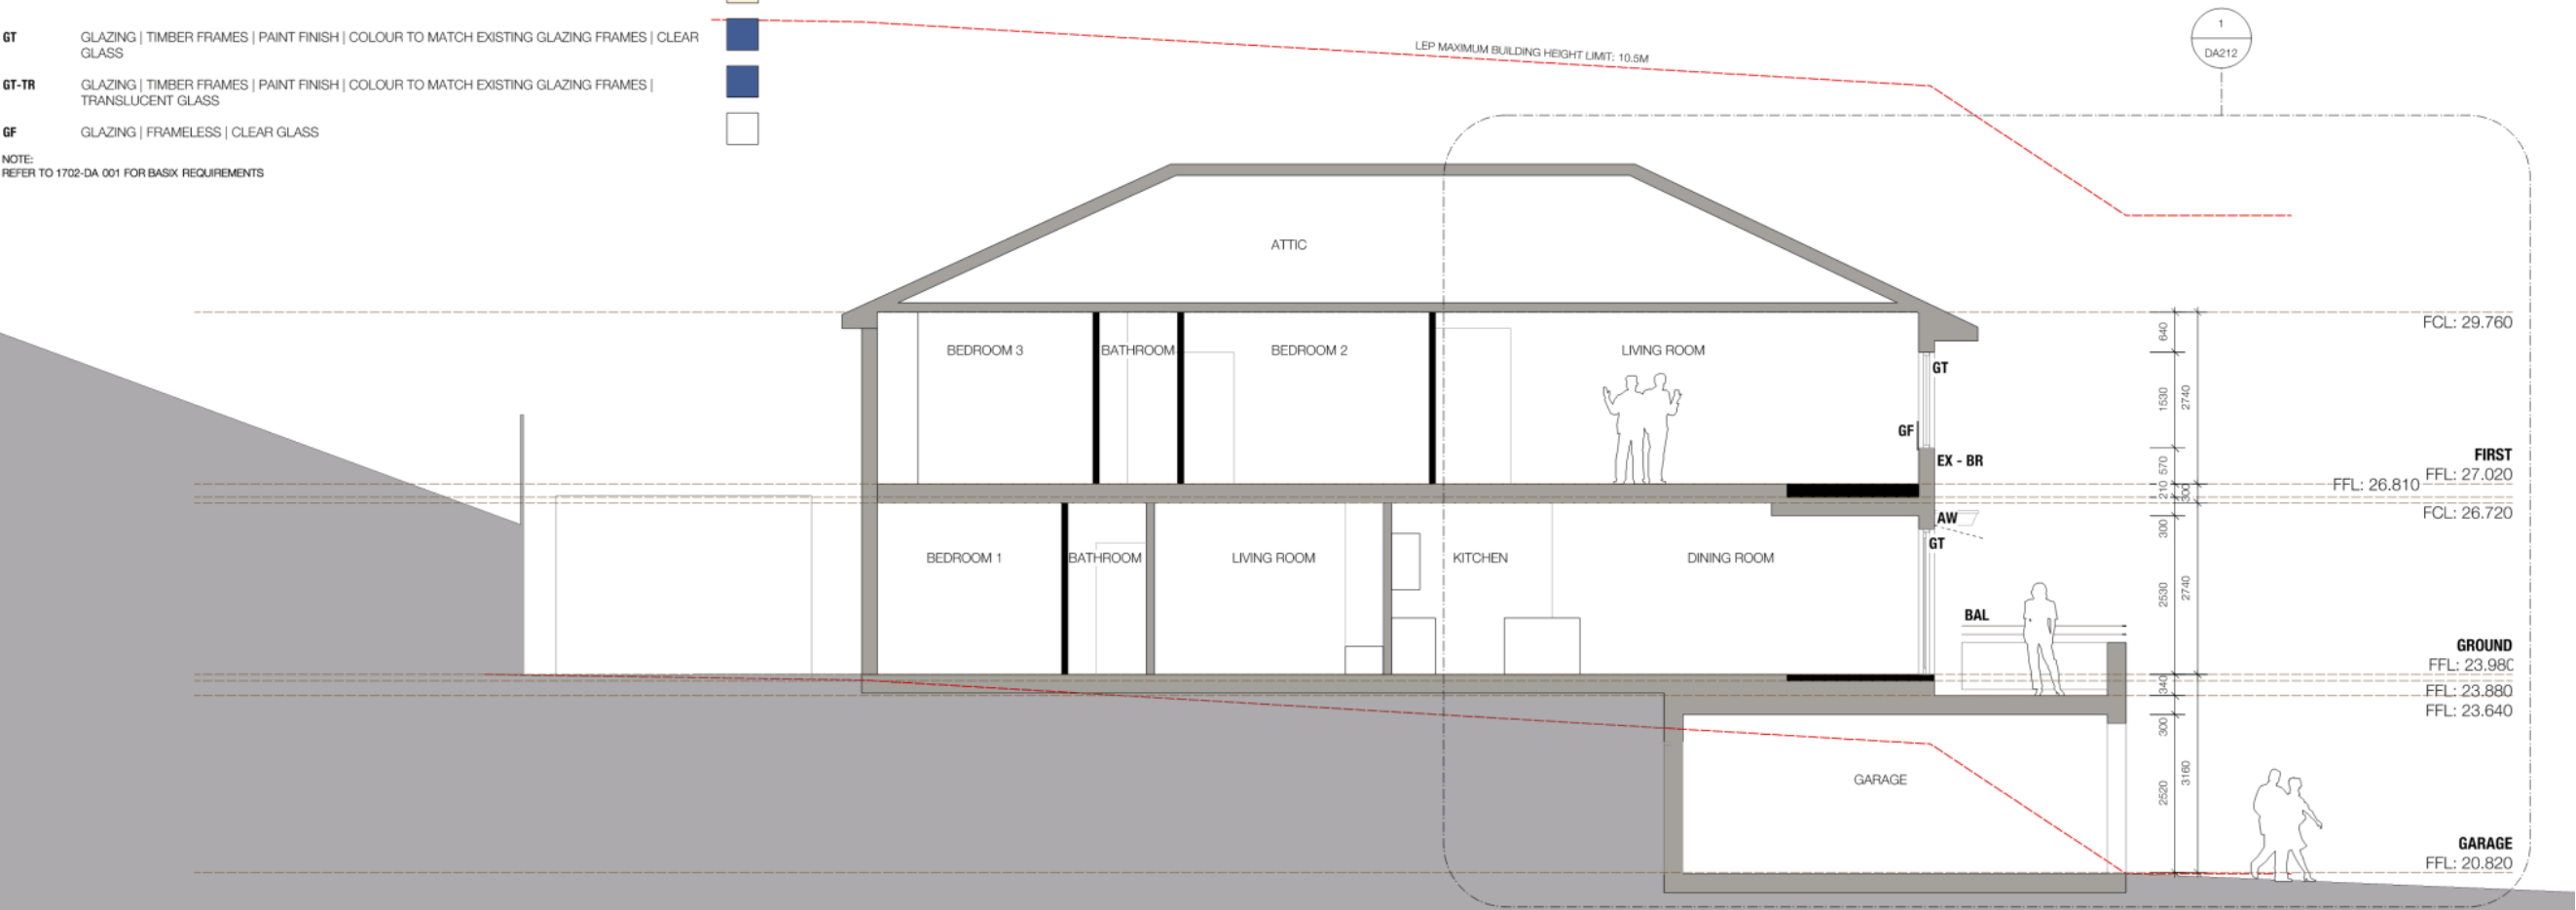 GT
GLAZING | TIMBER FRAMES | PAINT FINISH | COLOUR TO MATCH EXISTING GLAZING FRAMES | CLEAR
GLASS
GT-TR
GLAZING | TIMBER FRAMES | PAINT FINISH | COLOUR TO MATCH EXISTING GLAZING FRAMES |
TRANSLUCENT GLASS
GF
GLAZING | FRAMELESS | CLEAR GLASS
NOTE:
REFER TO 1702-DA 001 FOR BASIX REQUIREMENTS
LEP MAXIMUM BUILDING HEIGHT LIMIT: 10.5M
1
DA212
ATTIC
BEDROOM 3
BATHROOM
BEDROOM 2
LIVING ROOM
GT
GF
EX - BR
BEDROOM 1
BATHROOM
LIVING ROOM
KITCHEN
DINING ROOM
AW
GT
BAL
GARAGE
640
1530
570
210
300
2530
340
300
2520
2740
300
2740
3160
FCL: 29.760
FIRST
FFL: 27.020
FFL: 26.810
FCL: 26.720
GROUND
FFL: 23.980
FFL: 23.880
FFL: 23.640
GARAGE
FFL: 20.820